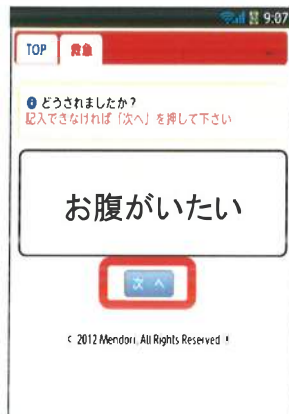 9:07
TOP 救急
❶ どうされましたか？
記入できなければ「次へ」を押して下さい
お腹がいたい
次へ
© 2012 Mendori. All Rights Reserved.